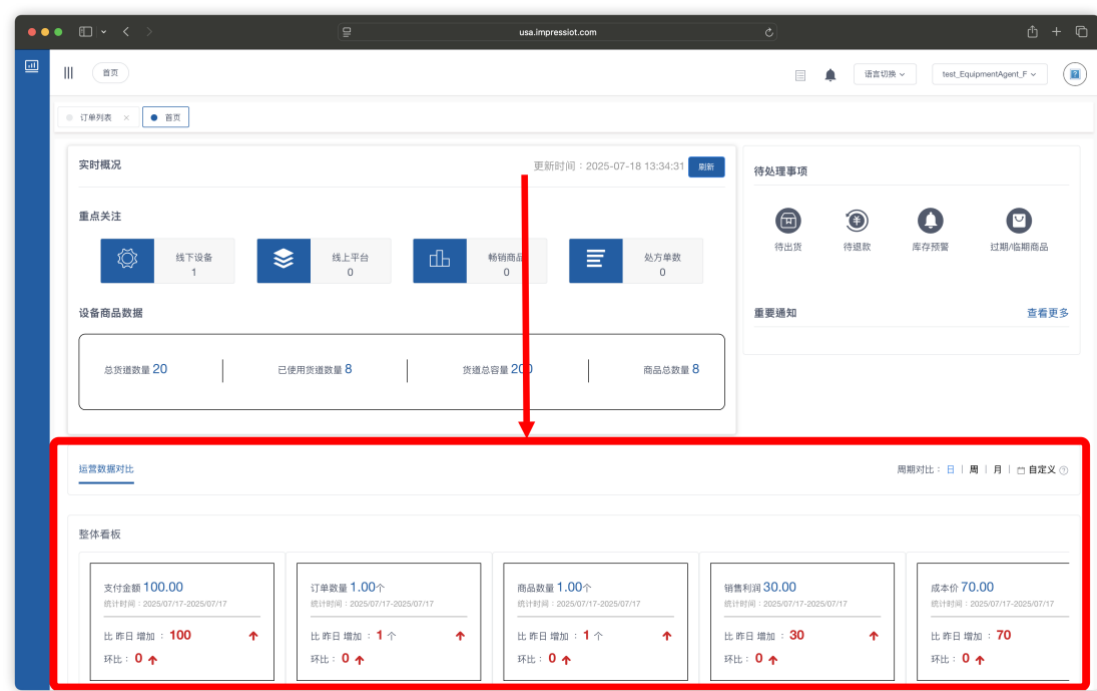 usa.impressiot.com
首页
语言切换
test_EquipmentAgent_F
订单列表 ×
首页
实时概况
更新时间：2025-07-18 13:34:31 刷新
重点关注
线下设备
1
线上平台
0
畅销商品
0
处方单数
0
设备商品数据
总货道数量 20
已使用货道数量 8
货道总容量 200
商品总数量 8
待处理事项
待出货
待退款
库存预警
过期/临期商品
重要通知
查看更多
运营数据对比
周期对比： 日 | 周 | 月 | 自定义
整体看板
支付金额 100.00
统计时间：2025/07/17-2025/07/17
比 昨日 增加 ： 100
环比： 0
订单数量 1.00个
统计时间：2025/07/17-2025/07/17
比 昨日 增加 ： 1 个
环比： 0
商品数量 1.00个
统计时间：2025/07/17-2025/07/17
比 昨日 增加 ： 1 个
环比： 0
销售利润 30.00
统计时间：2025/07/17-2025/07/17
比 昨日 增加 ： 30
环比： 0
成本价 70.00
统计时间：2025/07/17-2025/07/17
比 昨日 增加 ： 70
环比： 0